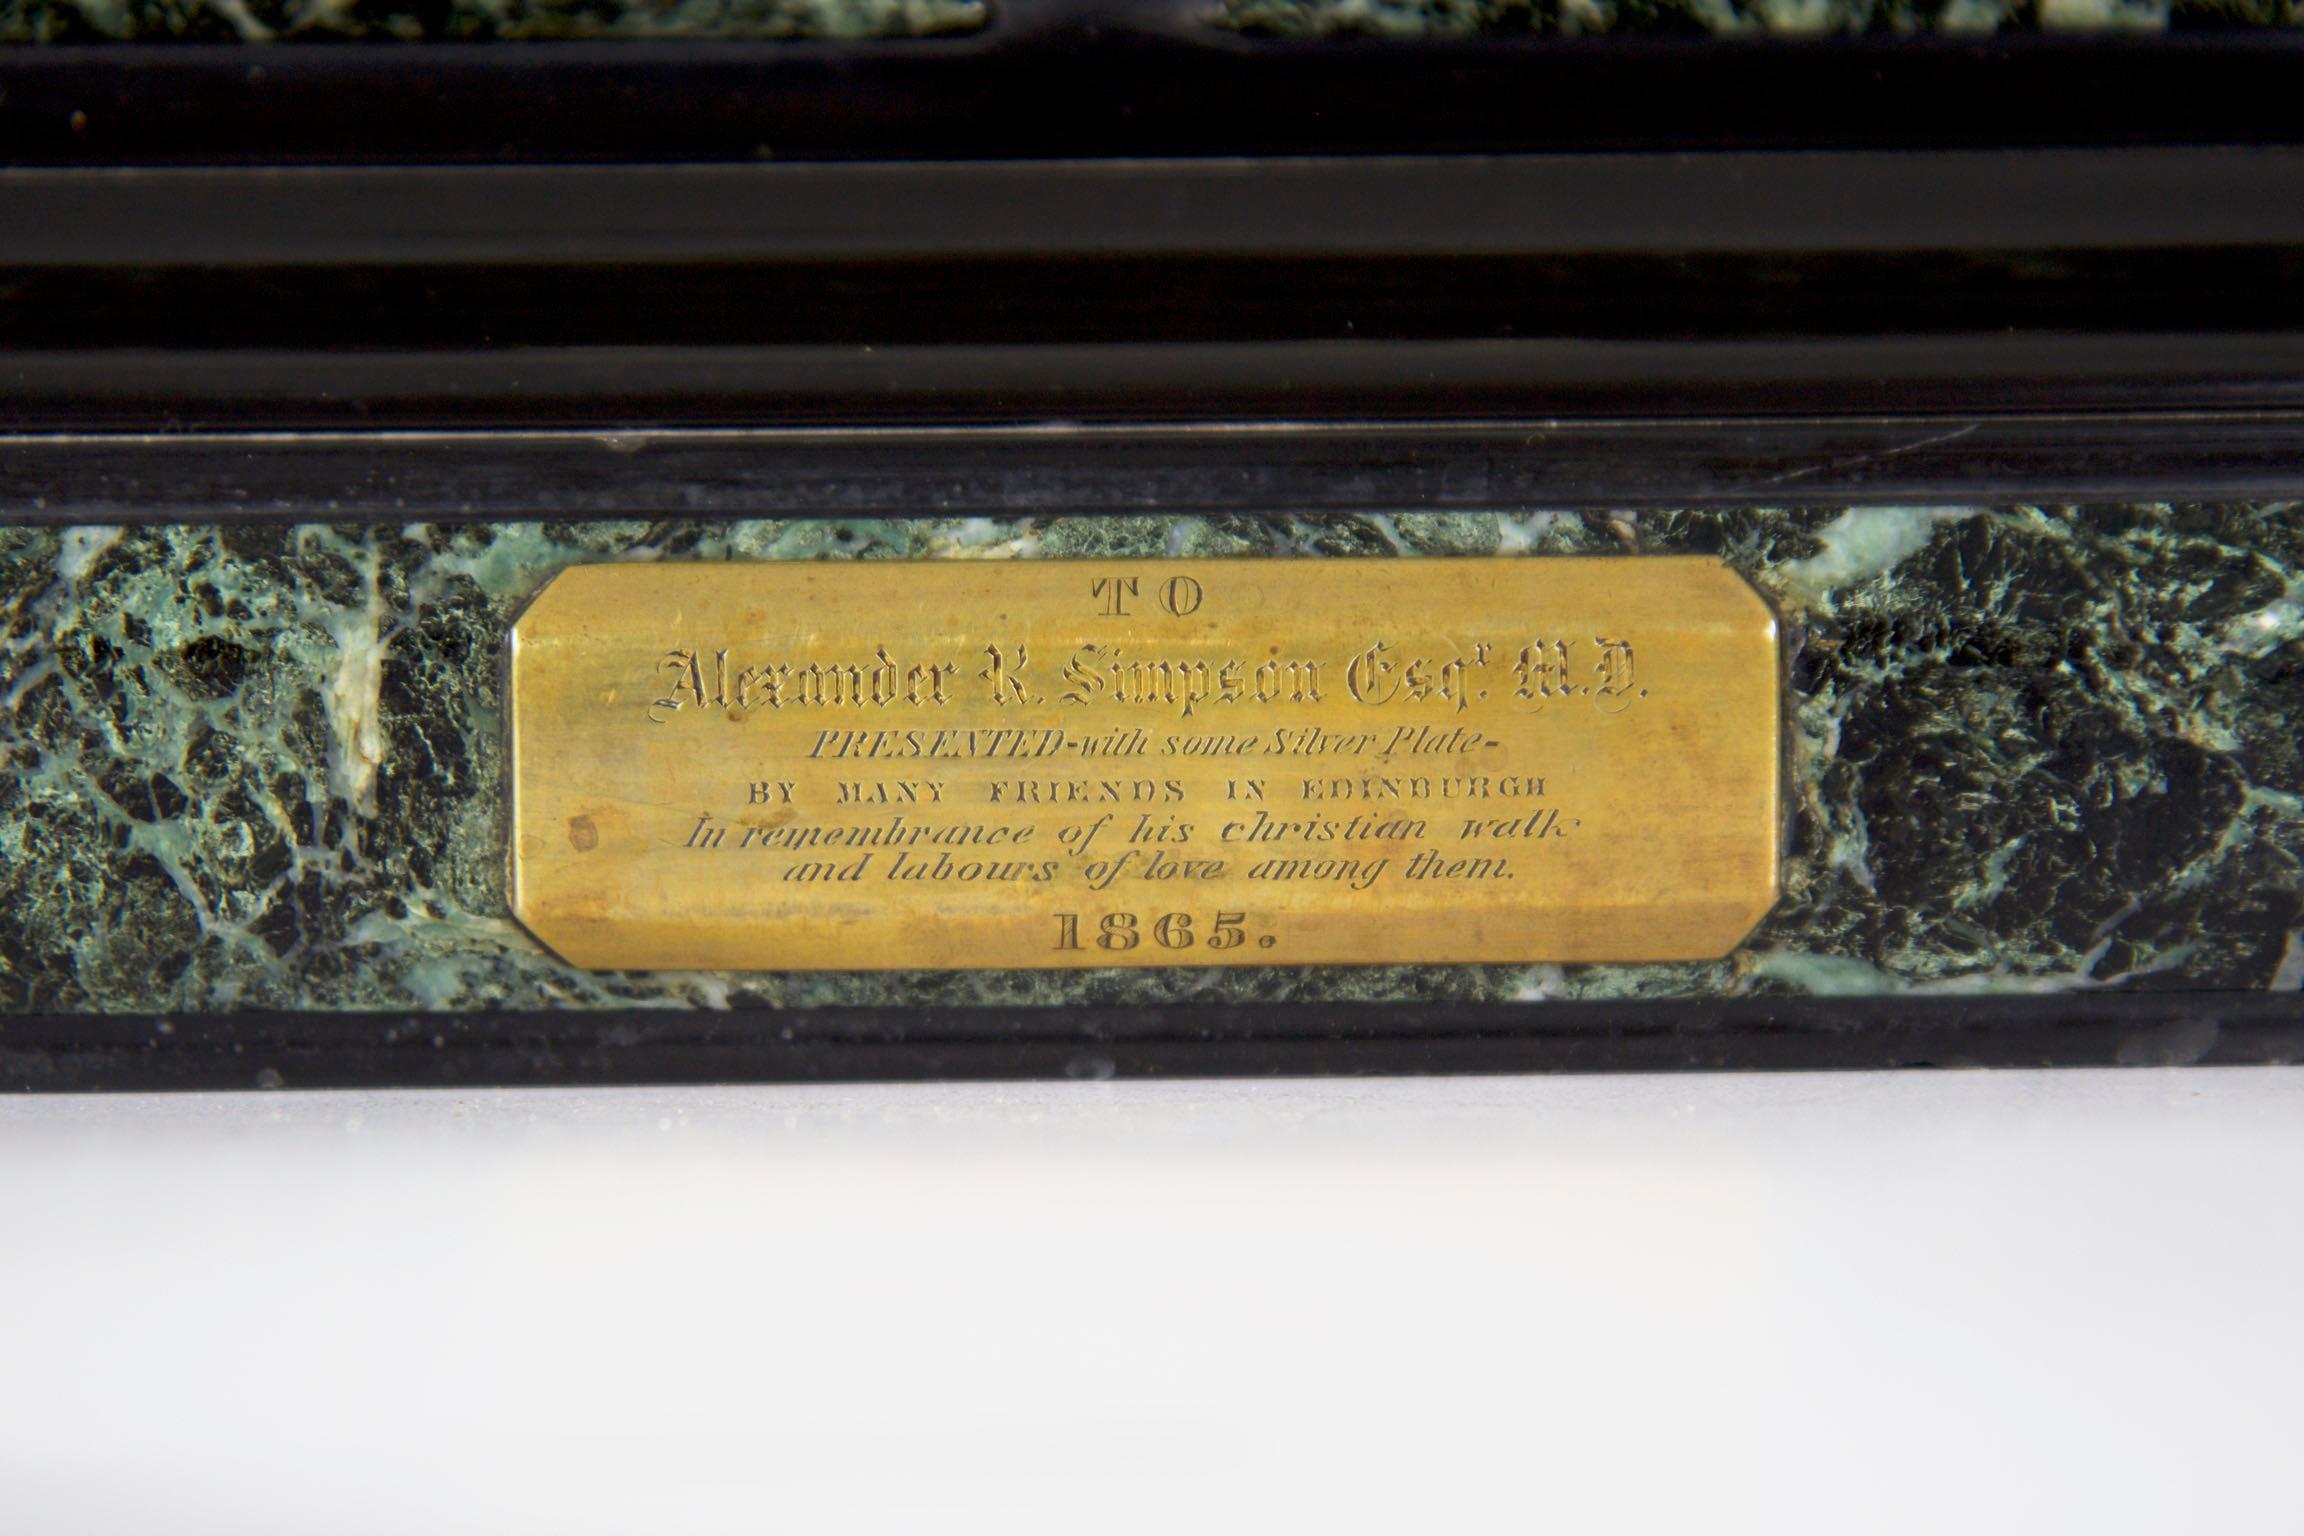 TO
Alexander R. Simpson Esqr. M.D.
PRESENTED-with some Silver Plate-
BY MANY FRIENDS IN EDINBURGH
In remembrance of his christian walk
and labours of love among them.
1865.